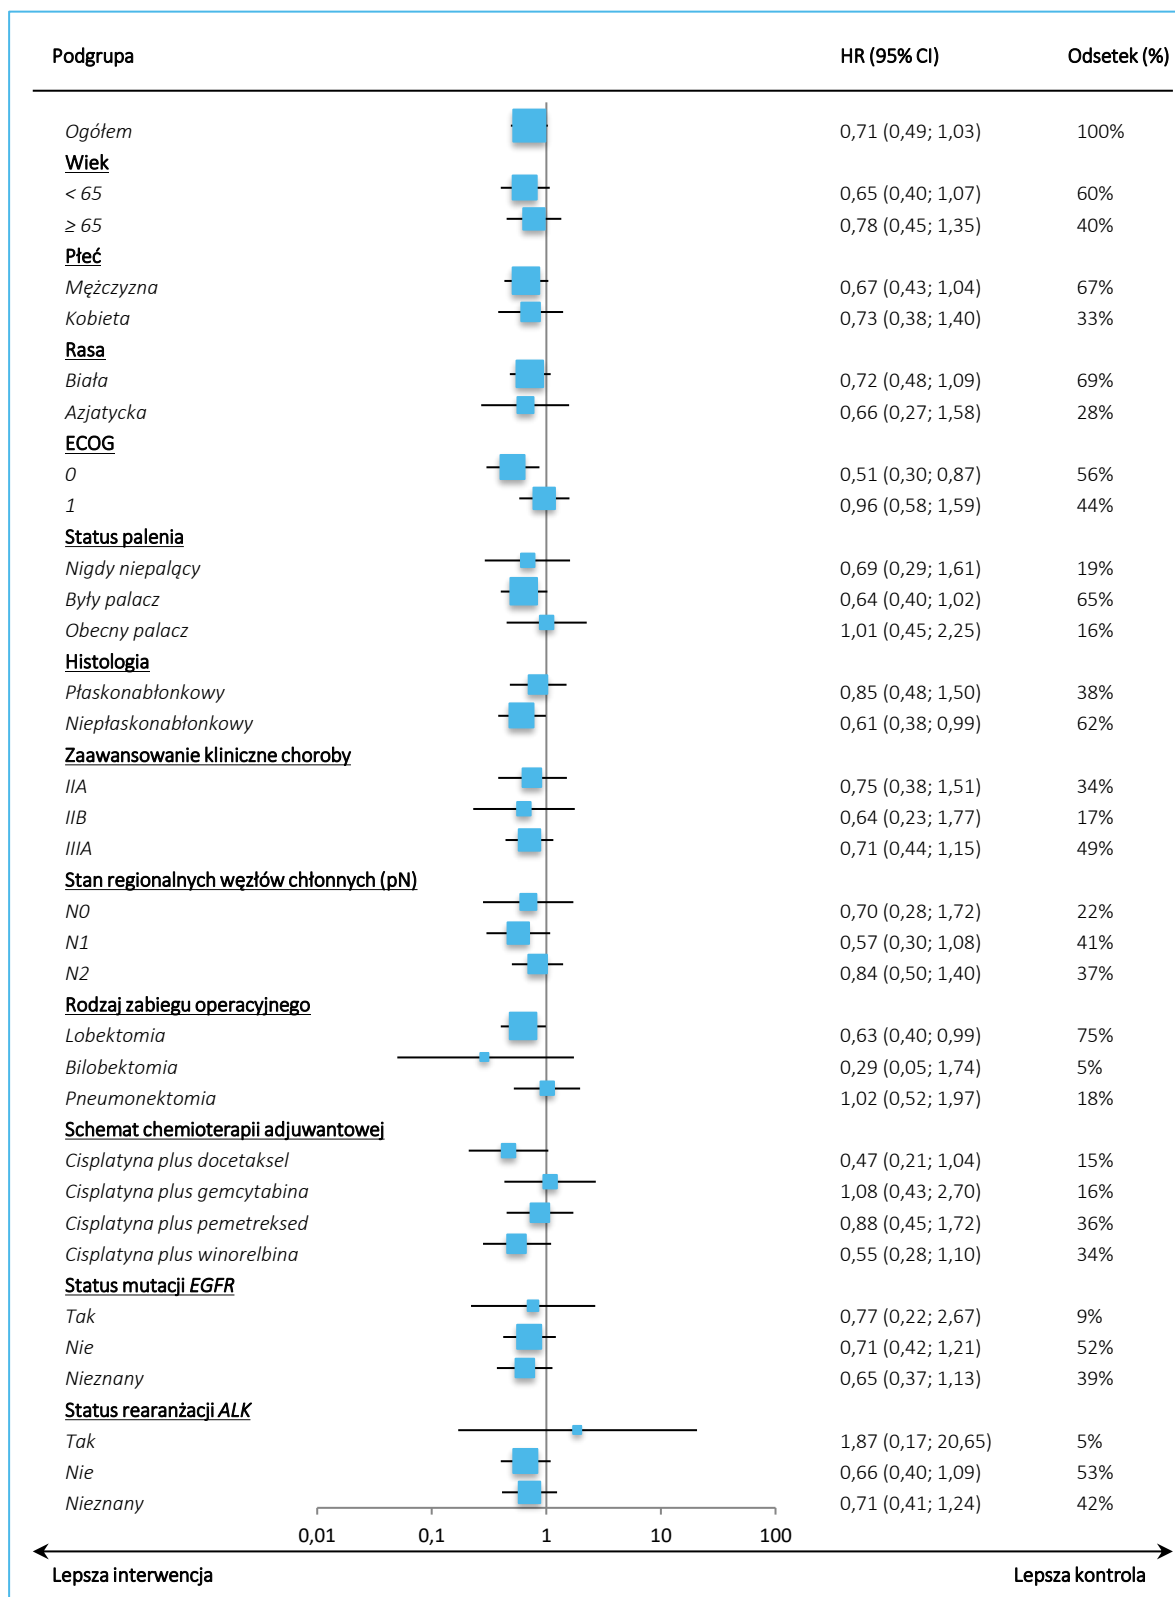 Podgrupa HR (95% CI) Odsetek (%)
Ogółem 0,71 (0,49; 1,03) 100%
Wiek
< 65 0,65 (0,40; 1,07) 60%
≥ 65 0,78 (0,45; 1,35) 40%
Płeć
Mężczyzna 0,67 (0,43; 1,04) 67%
Kobieta 0,73 (0,38; 1,40) 33%
Rasa
Biała 0,72 (0,48; 1,09) 69%
Azjatycka 0,66 (0,27; 1,58) 28%
ECOG
0 0,51 (0,30; 0,87) 56%
1 0,96 (0,58; 1,59) 44%
Status palenia
Nigdy niepalący 0,69 (0,29; 1,61) 19%
Były palacz 0,64 (0,40; 1,02) 65%
Obecny palacz 1,01 (0,45; 2,25) 16%
Histologia
Płaskonabłonkowy 0,85 (0,48; 1,50) 38%
Niepłaskonabłonkowy 0,61 (0,38; 0,99) 62%
Zaawansowanie kliniczne choroby
IIA 0,75 (0,38; 1,51) 34%
IIB 0,64 (0,23; 1,77) 17%
IIIA 0,71 (0,44; 1,15) 49%
Stan regionalnych węzłów chłonnych (pN)
N0 0,70 (0,28; 1,72) 22%
N1 0,57 (0,30; 1,08) 41%
N2 0,84 (0,50; 1,40) 37%
Rodzaj zabiegu operacyjnego
Lobektomia 0,63 (0,40; 0,99) 75%
Bilobektomia 0,29 (0,05; 1,74) 5%
Pneumonektomia 1,02 (0,52; 1,97) 18%
Schemat chemioterapii adjuwantowej
Cisplatyna plus docetaksel 0,47 (0,21; 1,04) 15%
Cisplatyna plus gemcytabina 1,08 (0,43; 2,70) 16%
Cisplatyna plus pemetreksed 0,88 (0,45; 1,72) 36%
Cisplatyna plus winorelbina 0,55 (0,28; 1,10) 34%
Status mutacji EGFR
Tak 0,77 (0,22; 2,67) 9%
Nie 0,71 (0,42; 1,21) 52%
Nieznany 0,65 (0,37; 1,13) 39%
Status rearanżacji ALK
Tak 1,87 (0,17; 20,65) 5%
Nie 0,66 (0,40; 1,09) 53%
Nieznany 0,71 (0,41; 1,24) 42%
0,01 0,1 1 10 100
Lepsza interwencja Lepsza kontrola